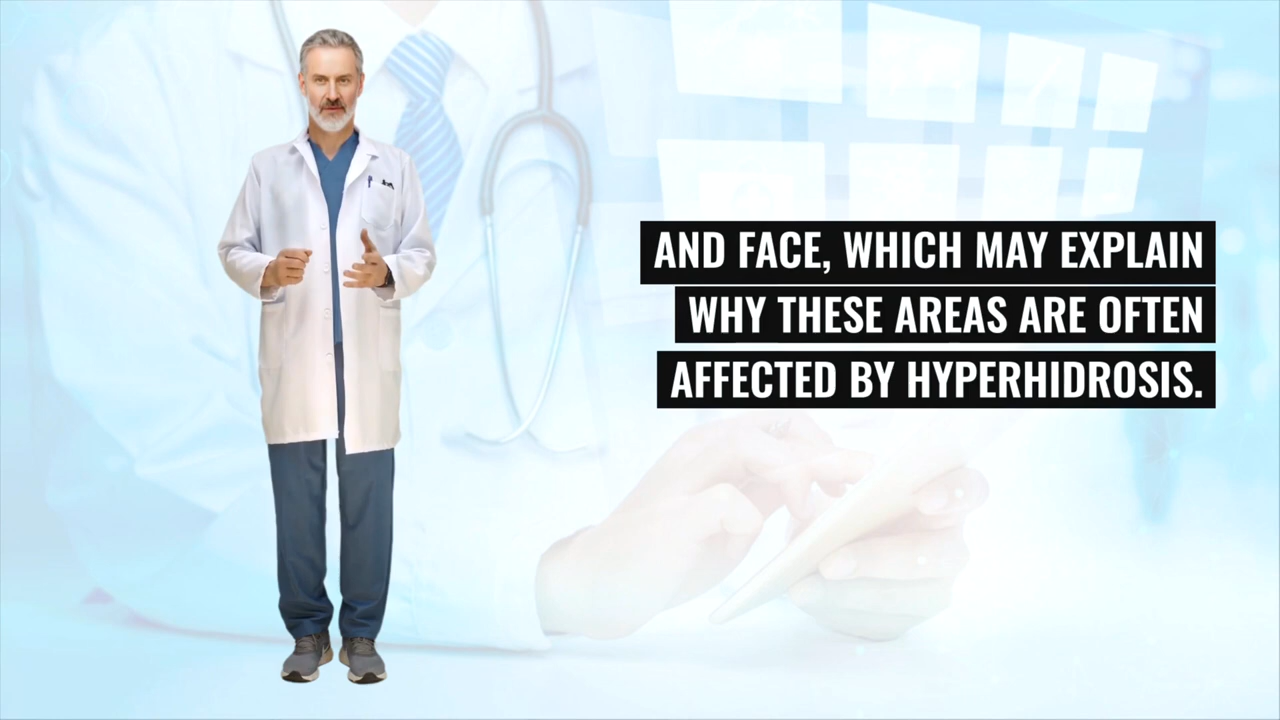 AND FACE, WHICH MAY EXPLAIN
WHY THESE AREAS ARE OFTEN
AFFECTED BY HYPERHIDROSIS.